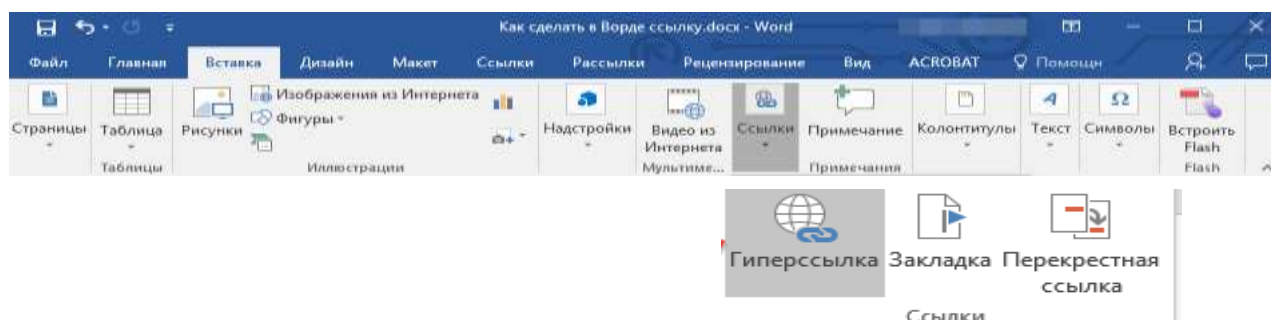 Как сделать в Ворде ссылку.docx - Word
Файл Главная Вставка Дизайн Макет Ссылки Рассылки Рецензирование Вид ACROBAT Помощи
Изображения из Интернета
Фигуры
Страницы Таблица Рисунки Надстройки Видео из Интернета Ссылки Примечание Колонтитулы Текст Символы Встроить Flash
Таблицы Иллюстрации Мультиме... Примечания Flash
Гиперссылка Закладка Перекрестная
ссылка
Ссылки